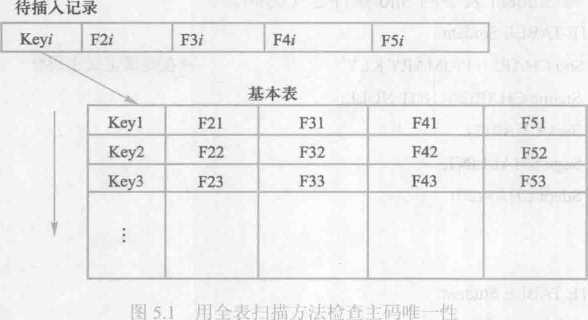 待插入记录
Keyi F2i F3i F4i F5i
基本表
Key1 F21 F31 F41 F51
Key2 F22 F32 F42 F52
Key3 F23 F33 F43 F53
⋮
图 5.1 用全表扫描方法检查主码唯一性